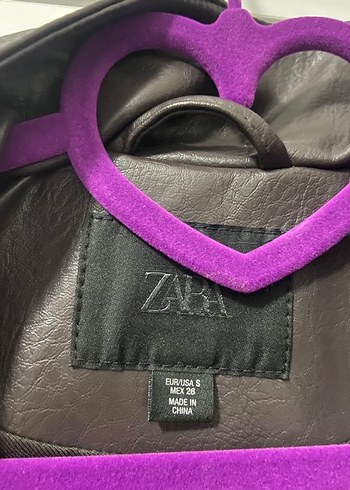 ZARA
EUR/USA S
MEX 26
MADE IN
CHINA